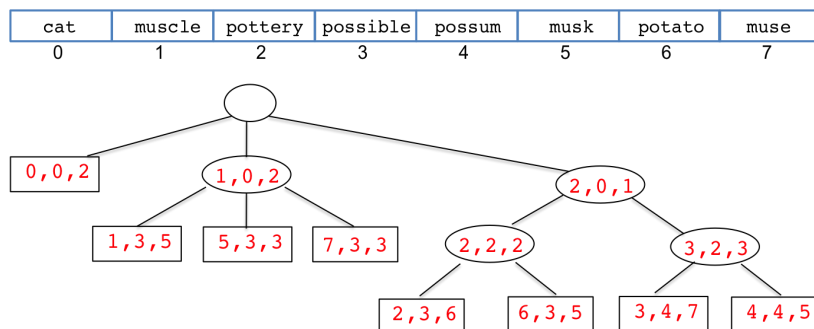 cat muscle pottery possible possum musk potato muse
0 1 2 3 4 5 6 7
0,0,2 1,0,2 2,0,1
1,3,5 5,3,3 7,3,3 2,2,2 3,2,3
2,3,6 6,3,5 3,4,7 4,4,5